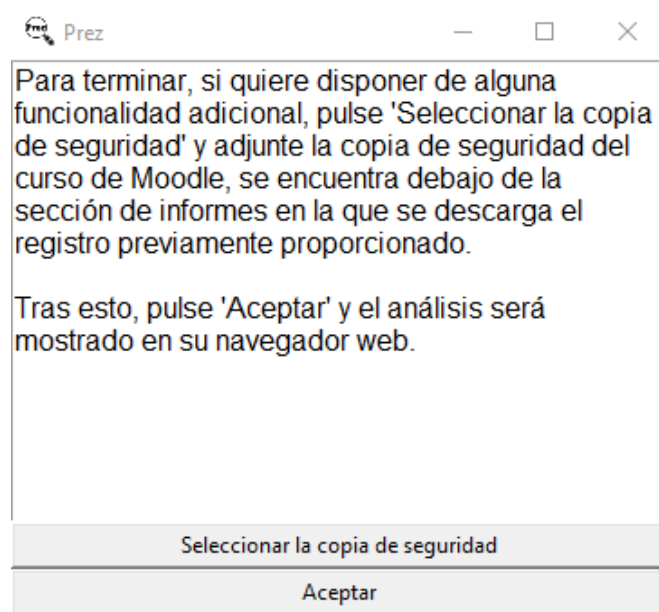 Prez
Para terminar, si quiere disponer de alguna
funcionalidad adicional, pulse 'Seleccionar la copia
de seguridad' y adjunte la copia de seguridad del
curso de Moodle, se encuentra debajo de la
sección de informes en la que se descarga el
registro previamente proporcionado.
Tras esto, pulse 'Aceptar' y el análisis será
mostrado en su navegador web.
Seleccionar la copia de seguridad
Aceptar